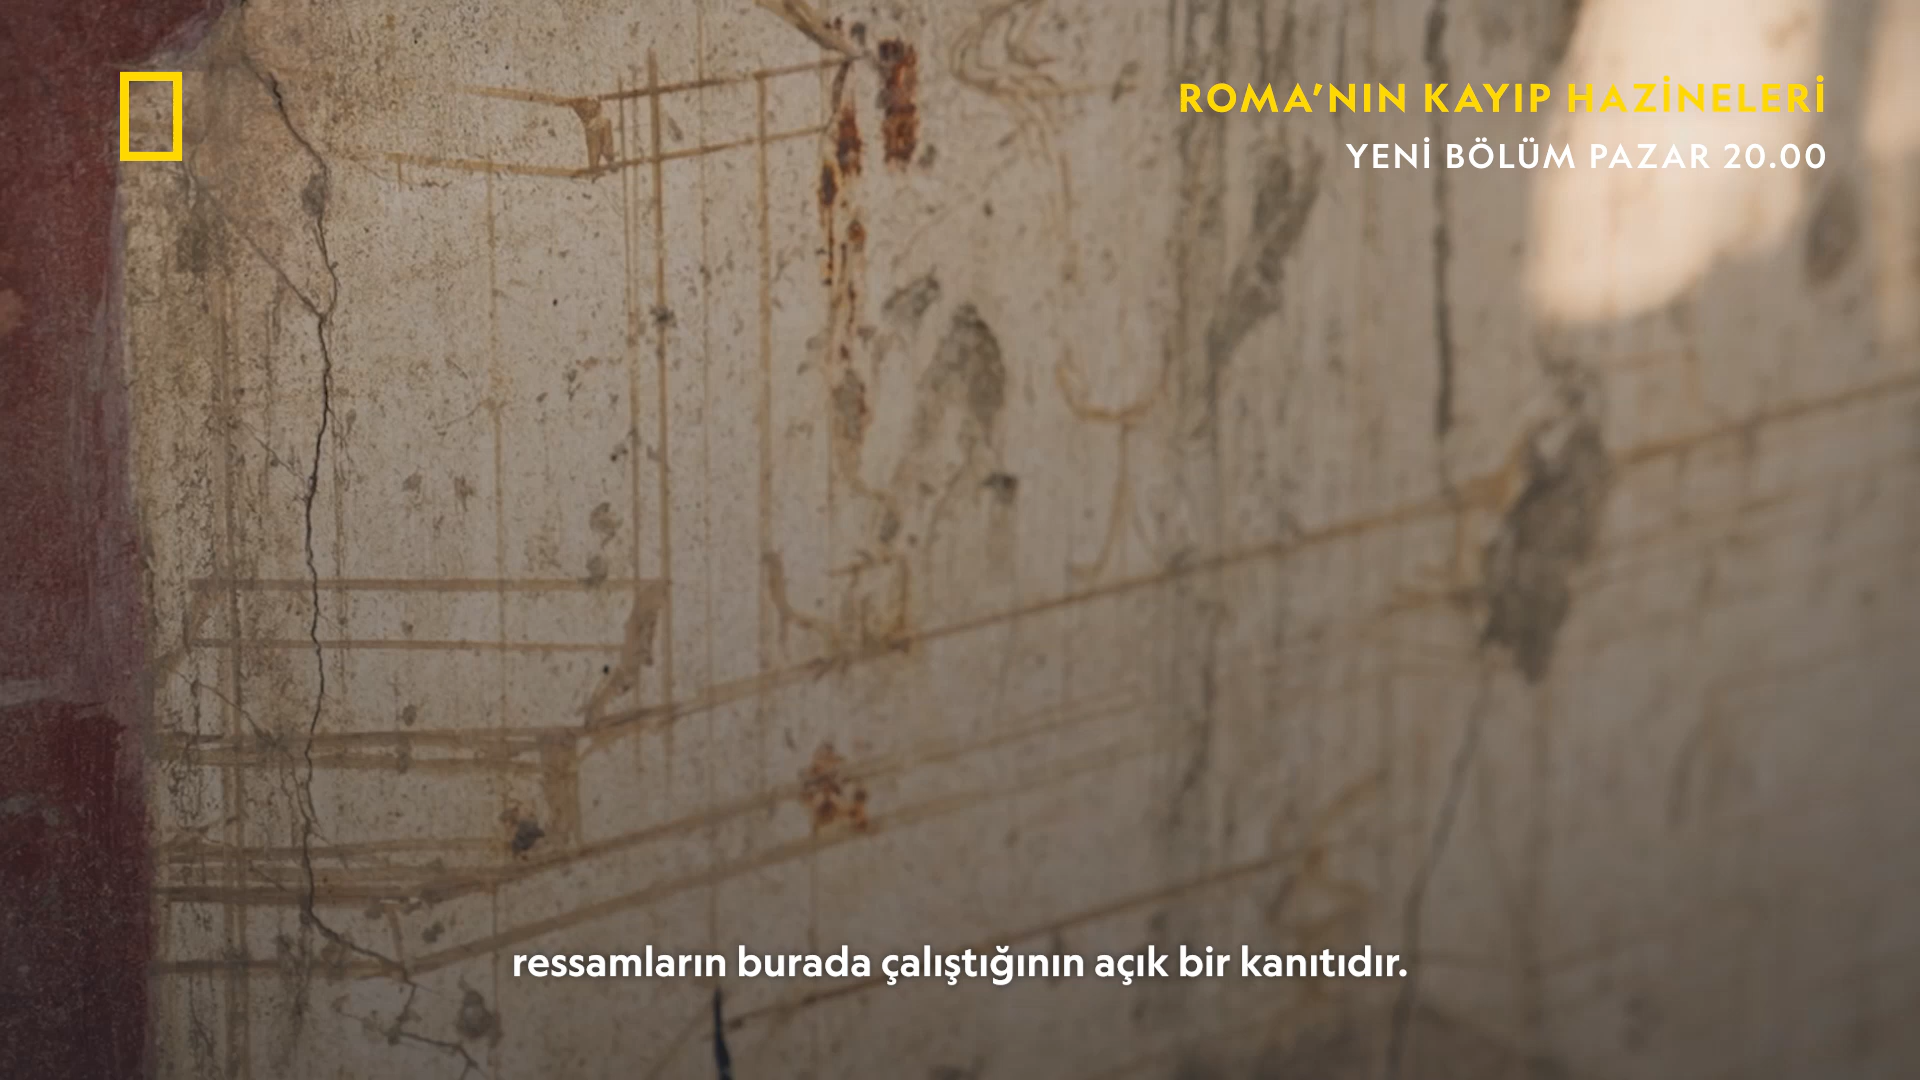 ROMA’NIN KAYIP HAZİNELERİ
YENİ BÖLÜM PAZAR 20.00
ressamların burada çalıştığının açık bir kanıtıdır.